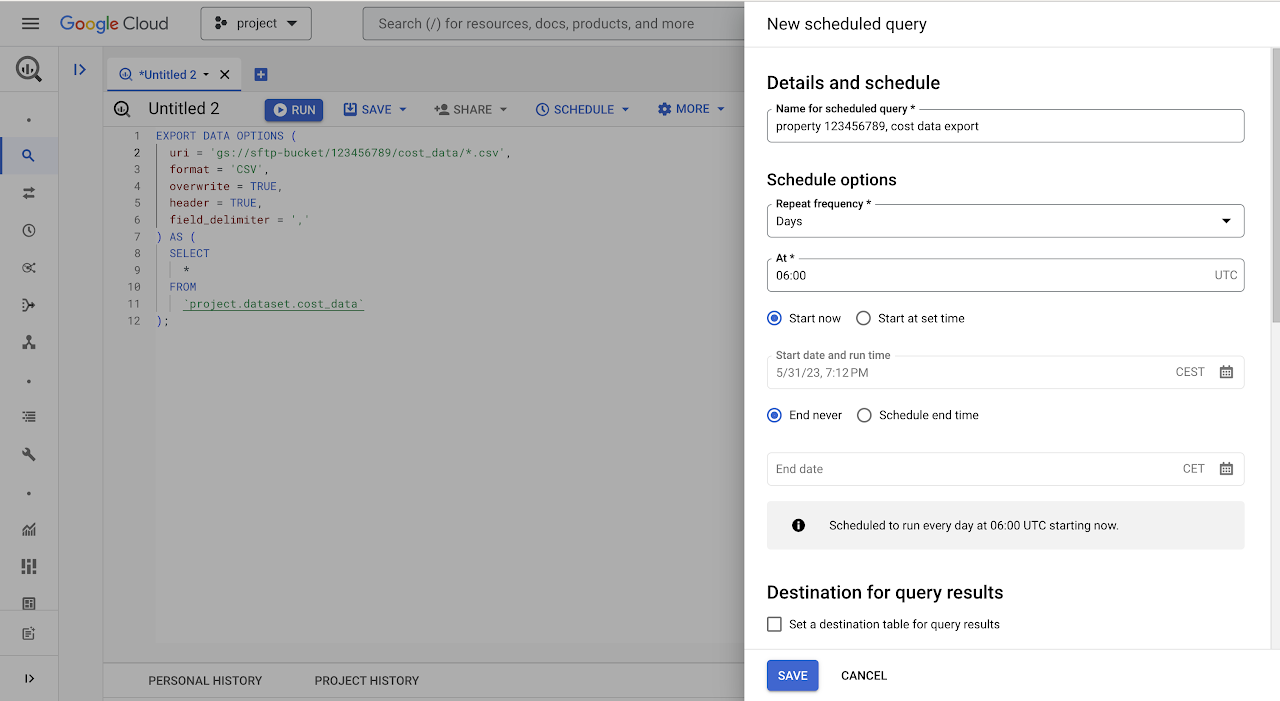 Google Cloud
project
Search (/) for resources, docs, products, and more
*Untitled 2
Untitled 2
RUN
SAVE
SHARE
SCHEDULE
MORE
1 EXPORT DATA OPTIONS (
2 uri = 'gs://sftp-bucket/123456789/cost_data/*.csv',
3 format = 'CSV',
4 overwrite = TRUE,
5 header = TRUE,
6 field_delimiter = ','
7 ) AS (
8 SELECT
9 *
10 FROM
11 `project.dataset.cost_data`
12 );
PERSONAL HISTORY
PROJECT HISTORY
New scheduled query
Details and schedule
Name for scheduled query *
property 123456789, cost data export
Schedule options
Repeat frequency *
Days
At *
06:00 UTC
Start now
Start at set time
Start date and run time
5/31/23, 7:12 PM CEST
End never
Schedule end time
End date CET
Scheduled to run every day at 06:00 UTC starting now.
Destination for query results
Set a destination table for query results
SAVE
CANCEL